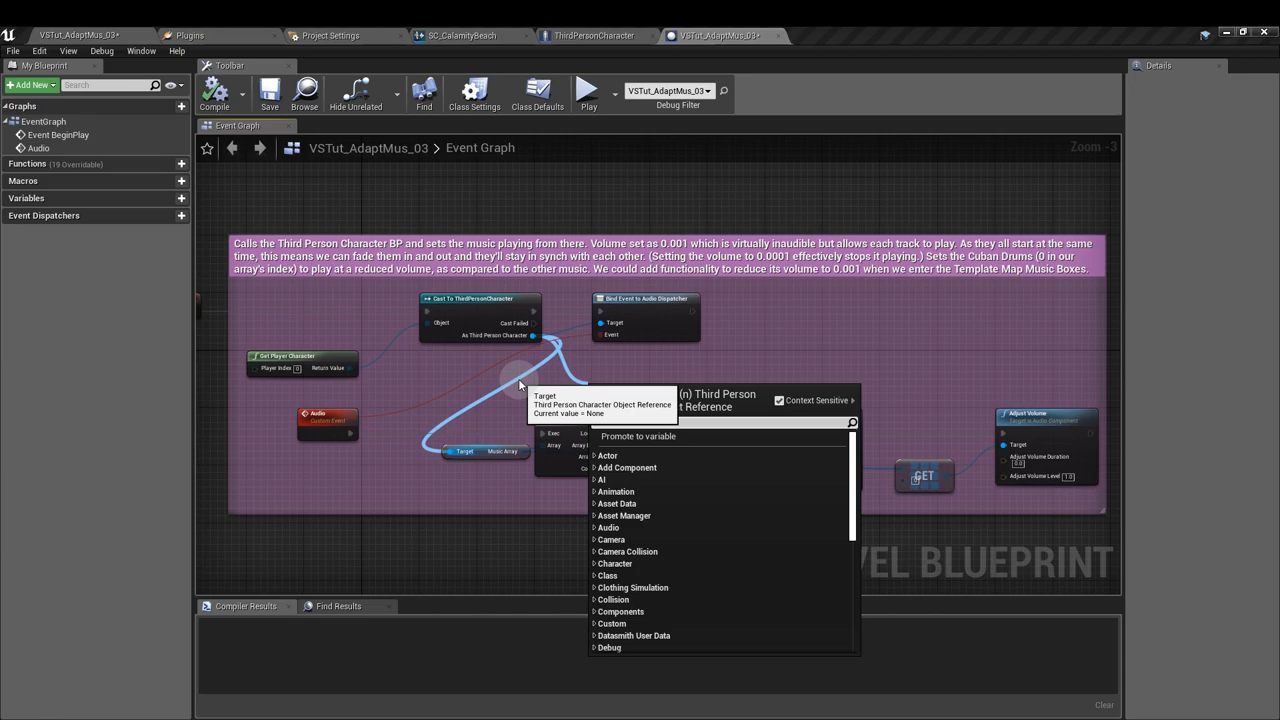 VSTut_AdaptMus_03*
Plugins
Project Settings
SC_CalamityBeach
ThirdPersonCharacter
VSTut_AdaptMus_03*
File Edit View Debug Window Help
My Blueprint
Toolbar
Details
Add New
Search
Compile
Save
Browse
Hide Unrelated
Find
Class Settings
Class Defaults
Play
VSTut_AdaptMus_03
Debug Filter
Graphs
EventGraph
Event BeginPlay
Audio
Functions (19 Overridable)
Macros
Variables
Event Dispatchers
Event Graph
VSTut_AdaptMus_03 > Event Graph
Zoom -3
Calls the Third Person Character BP and sets the music playing from there. Volume set as 0.001 which is virtually inaudible but allows each track to play. As they all start at the same
time, this means we can fade them in and out and they'll stay in synch with each other. (Setting the volume to 0.0001 effectively stops it playing.) Sets the Cuban Drums (0 in our
array's index) to play at a reduced volume, as compared to the other music. We could add functionality to reduce its volume to 0.001 when we enter the Template Map Music Boxes.
Cast To ThirdPersonCharacter
Object
Cast Failed
As Third Person Character
Bind Event to Audio Dispatcher
Target
Event
Get Player Character
Player Index 0
Return Value
Audio
Custom Event
Target
Third Person Character Object Reference
Current value = None
(n) Third Person
t Reference
Context Sensitive
Exec
Array
Target
Music Array
Promote to variable
Actor
Add Component
AI
Animation
Asset Data
Asset Manager
Audio
Camera
Camera Collision
Character
Class
Clothing Simulation
Collision
Components
Custom
Datasmith User Data
Debug
GET
0
Adjust Volume
Target is Audio Component
Target
Adjust Volume Duration
0.0
Adjust Volume Level 1.0
VEL BLUEPRINT
Compiler Results
Find Results
Clear